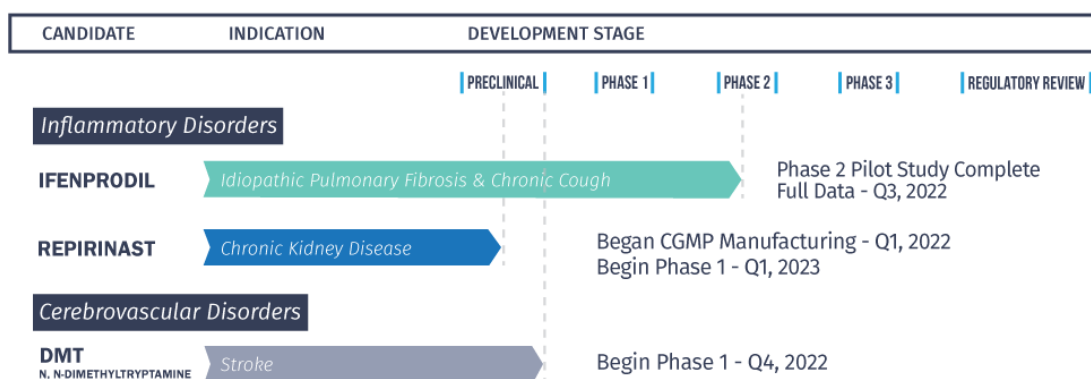 CANDIDATE INDICATION DEVELOPMENT STAGE
PRECLINICAL PHASE 1 PHASE 2 PHASE 3 REGULATORY REVIEW
Inflammatory Disorders
IFENPRODIL Idiopathic Pulmonary Fibrosis & Chronic Cough Phase 2 Pilot Study Complete
Full Data - Q3, 2022
REPIRINAST Chronic Kidney Disease Began CGMP Manufacturing - Q1, 2022
Begin Phase 1 - Q1, 2023
Cerebrovascular Disorders
DMT Stroke Begin Phase 1 - Q4, 2022
N, N-DIMETHYLTRYPTAMINE